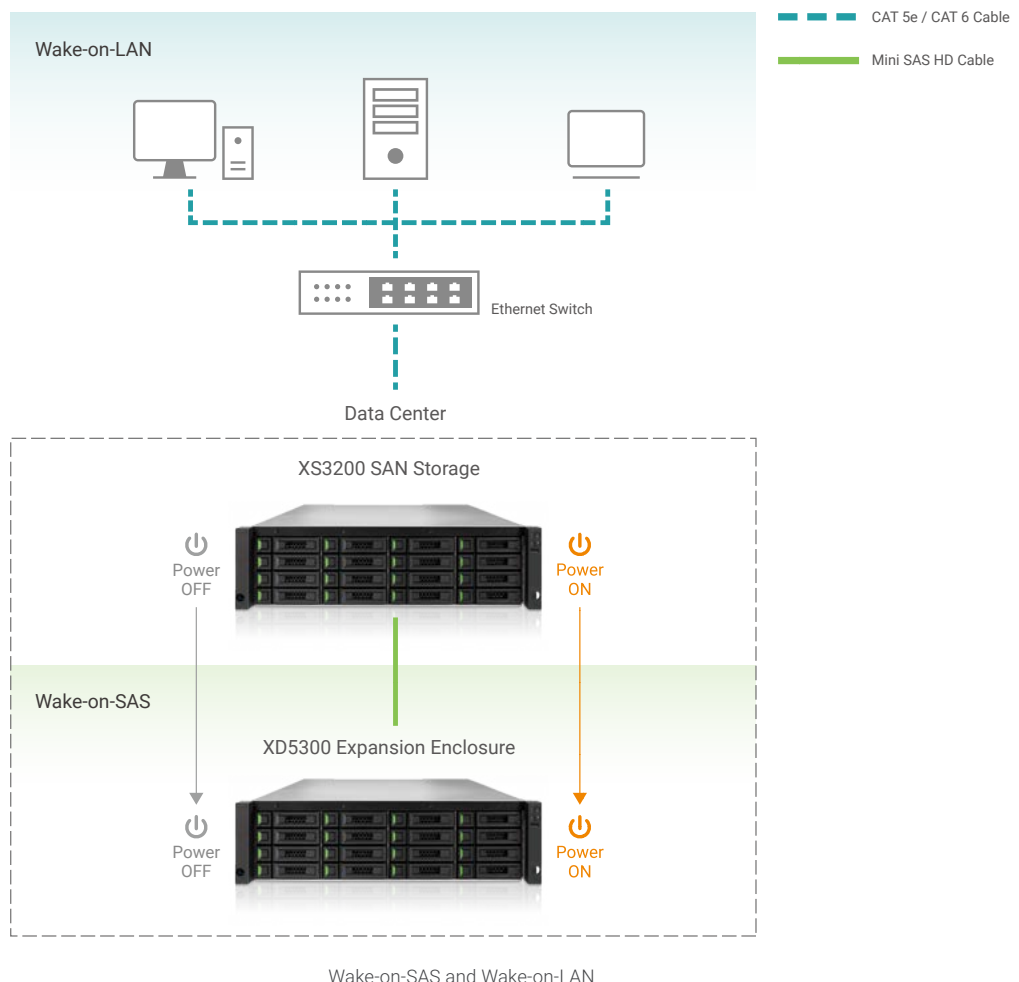 Wake-on-LAN
CAT 5e / CAT 6 Cable
Mini SAS HD Cable
Ethernet Switch
Data Center
XS3200 SAN Storage
Power
OFF
Power
ON
Wake-on-SAS
XD5300 Expansion Enclosure
Power
OFF
Power
ON
Wake-on-SAS and Wake-on-LAN